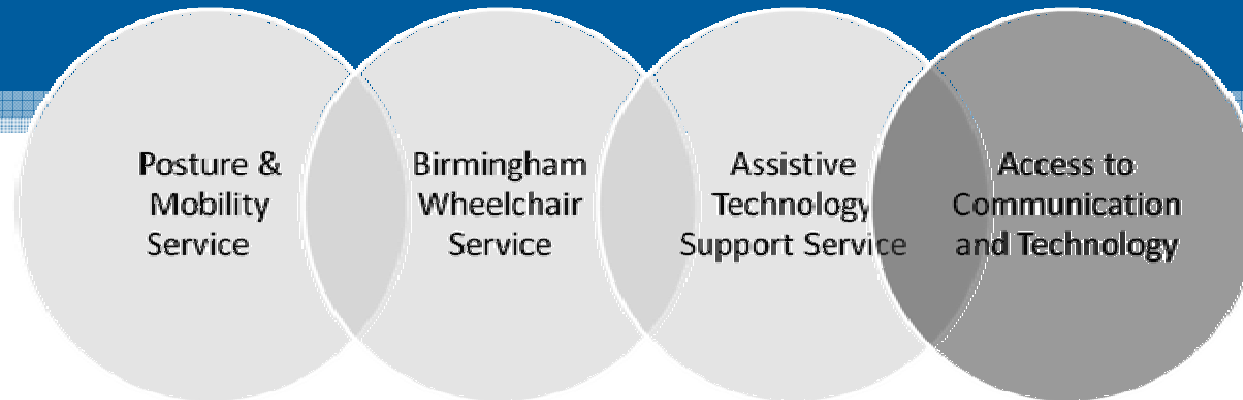 Posture &
Mobility
Service
Birmingham
Wheelchair
Service
Assistive
Technology
Support Service
Access to
Communication
and Technology